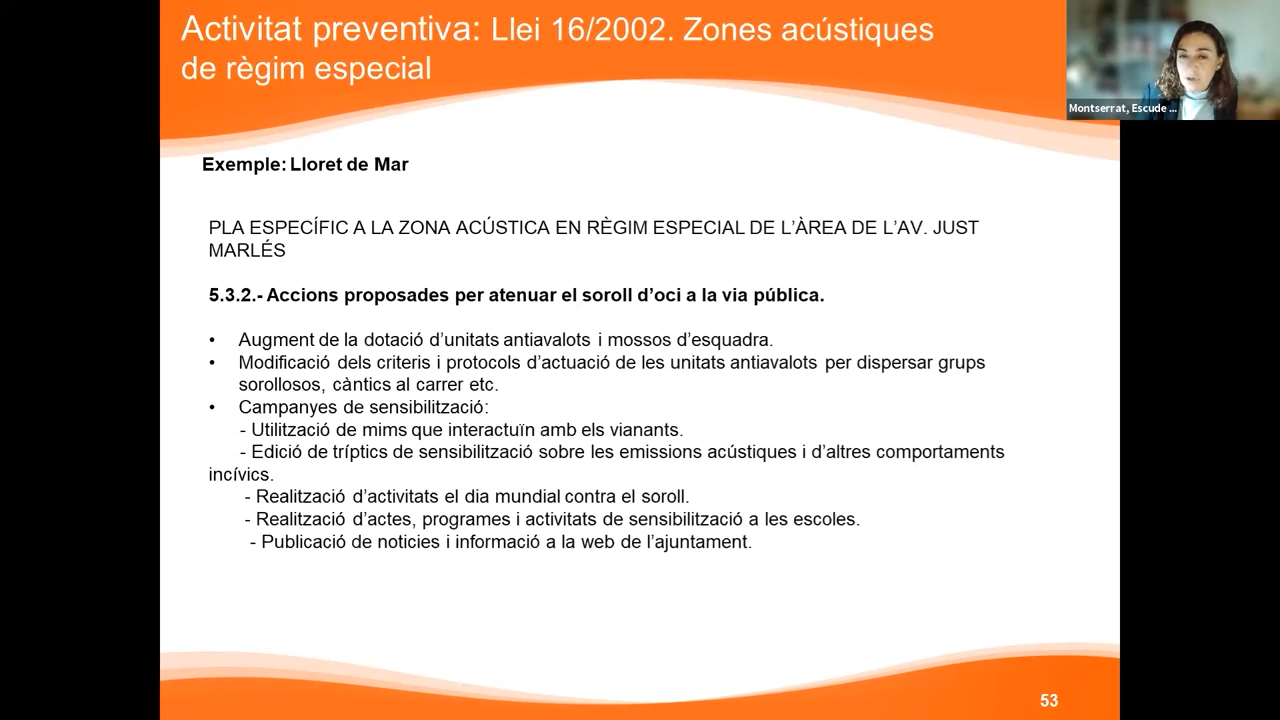 Activitat preventiva: Llei 16/2002. Zones acústiques
de règim especial
Montserrat, Escude ...
Exemple: Lloret de Mar
PLA ESPECÍFIC A LA ZONA ACÚSTICA EN RÈGIM ESPECIAL DE L’ÀREA DE L’AV. JUST
MARLÉS
5.3.2.- Accions proposades per atenuar el soroll d’oci a la via pública.
• Augment de la dotació d’unitats antiavalots i mossos d’esquadra.
• Modificació dels criteris i protocols d’actuació de les unitats antiavalots per dispersar grups
sorollosos, càntics al carrer etc.
• Campanyes de sensibilització:
- Utilització de mims que interactuïn amb els vianants.
- Edició de tríptics de sensibilització sobre les emissions acústiques i d’altres comportaments
incívics.
- Realització d’activitats el dia mundial contra el soroll.
- Realització d’actes, programes i activitats de sensibilització a les escoles.
- Publicació de noticies i informació a la web de l’ajuntament.
53